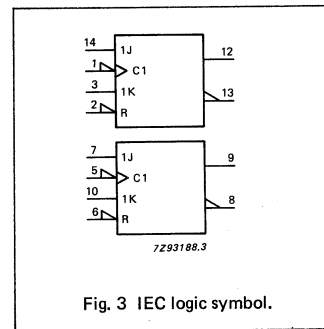 14 1J 12
1 C1
3 1K 13
2 R
7 1J 9
5 C1
10 1K 8
6 R
7Z93188.3
Fig. 3 IEC logic symbol.